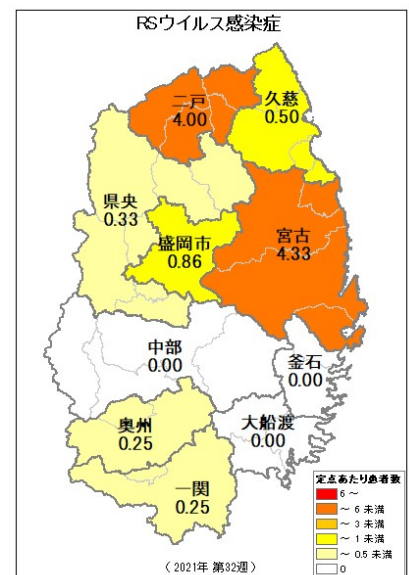 RSウイルス感染症
二戸
4.00
久慈
0.50
県央
0.33
盛岡市
0.86
宮古
4.33
中部
0.00
釜石
0.00
奥州
0.25
大船渡
0.00
一関
0.25
定点あたり患者数
6 ～
～ 6 未満
～ 3 未満
～ 1 未満
～ 0.5 未満
0
（ 2021年 第32週 ）